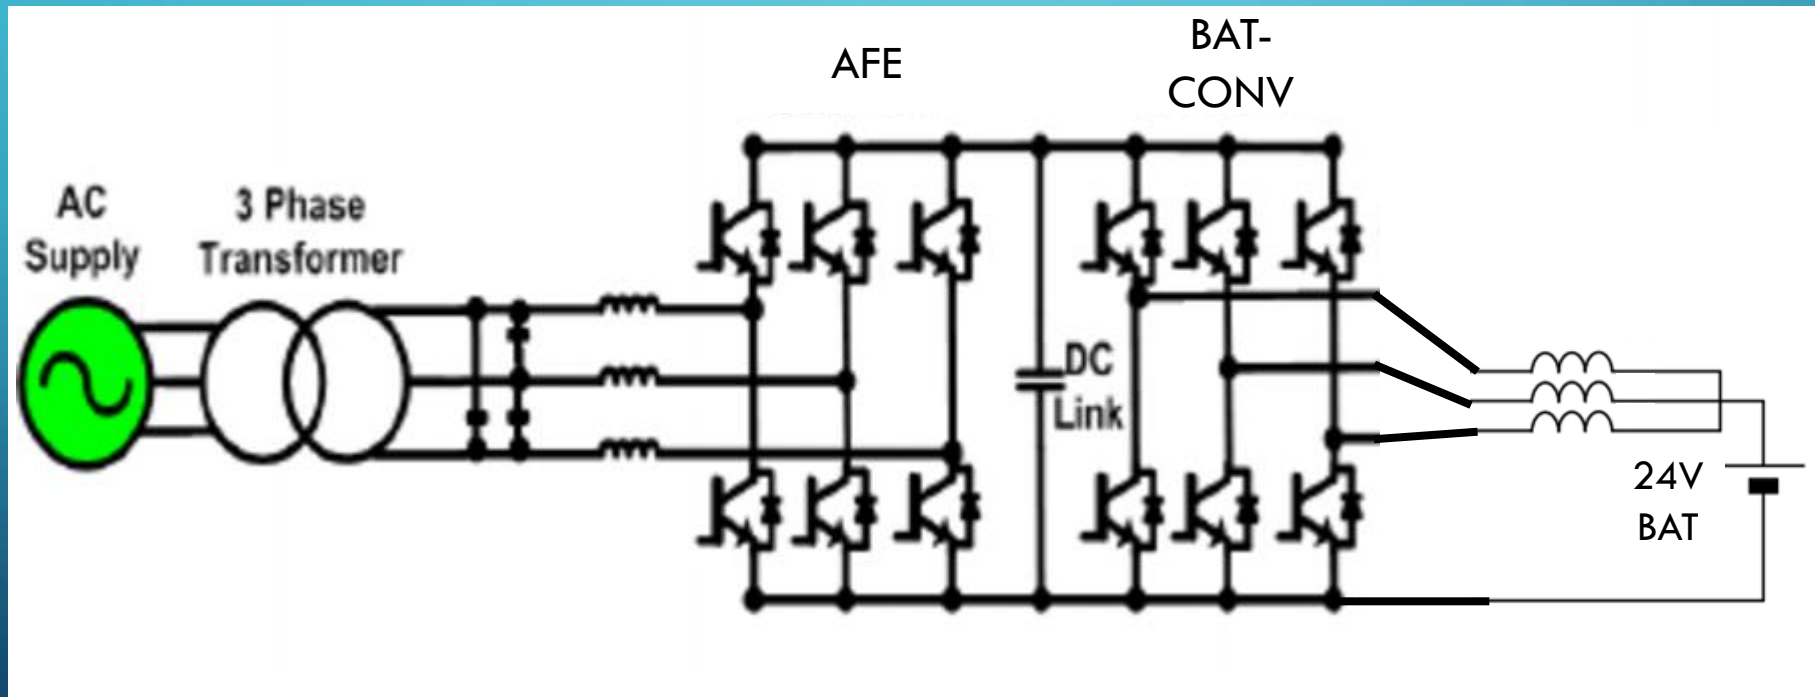 AFE
BAT-
CONV
AC
Supply
3 Phase
Transformer
DC
Link
24V
BAT